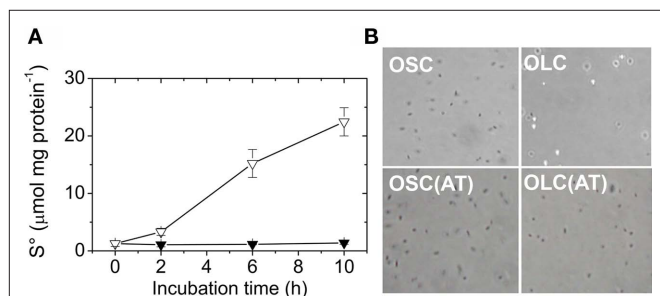 A
B
30
20
10
0
S° (μmol mg protein⁻¹)
0 2 4 6 8 10
Incubation time (h)
OSC
OLC
OSC(AT)
OLC(AT)